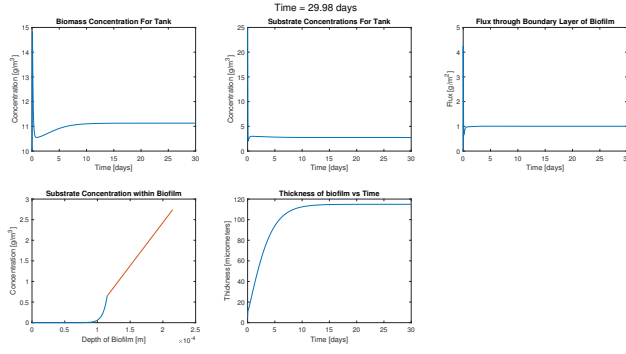 Time = 29.98 days
Biomass Concentration For Tank
Substrate Concentrations For Tank
Flux through Boundary Layer of Biofilm
Concentration [g/m³]
15
14
13
12
11
10
0 5 10 15 20 25 30
Time [days]
Concentration [g/m³]
25
20
15
10
5
0
0 5 10 15 20 25 30
Time [days]
Flux [g/m²]
5
4
3
2
1
0
0 5 10 15 20 25 30
Time [days]
Substrate Concentration within Biofilm
Thickness of biofilm vs Time
Concentration [g/m³]
3
2.5
2
1.5
1
0.5
0
0 0.5 1 1.5 2 2.5
Depth of Biofilm [m]
×10⁻⁴
Thickness [micrometers]
120
100
80
60
40
20
0
0 5 10 15 20 25 30
Time [days]